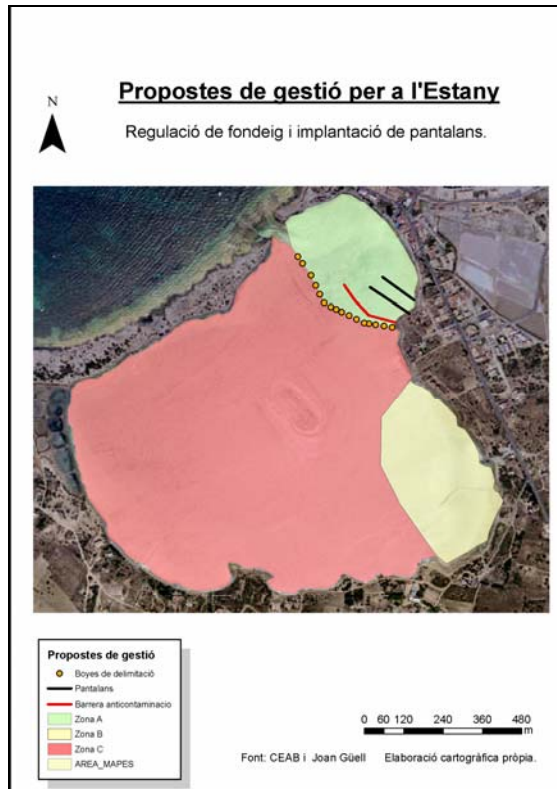 Propostes de gestió per a l'Estany
N
Regulació de fondeig i implantació de pantalans.
Propostes de gestió
Boyes de delimitació
Pantalans
Barrera anticontaminacio
Zona A
Zona B
Zona C
AREA_MAPES
0 60 120 240 360 480
m
Font: CEAB i Joan Güell Elaboració cartogràfica pròpia.